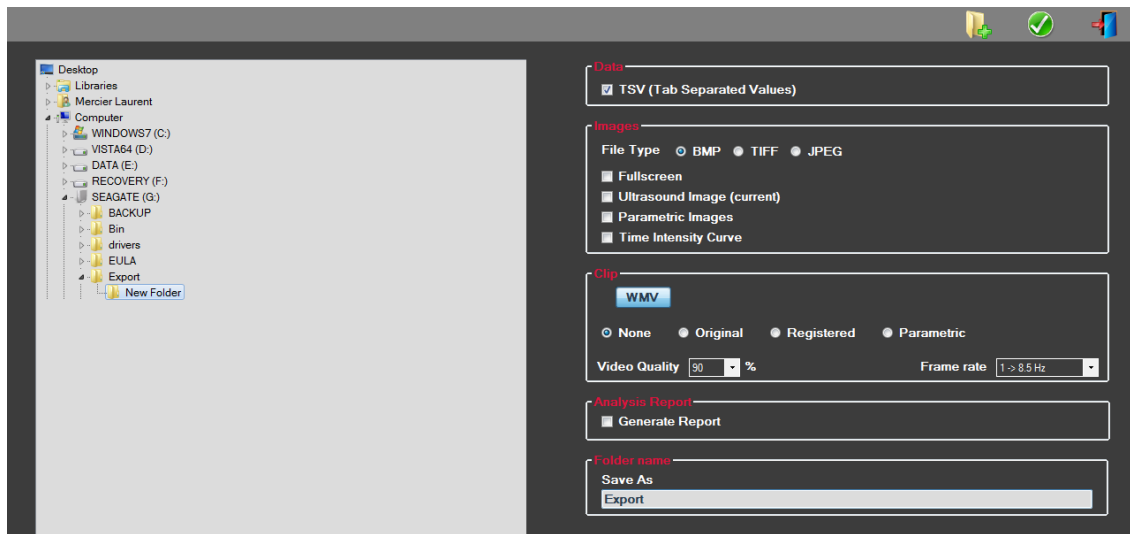 Desktop
Libraries
Mercier Laurent
Computer
WINDOWS7 (C:)
VISTA64 (D:)
DATA (E:)
RECOVERY (F:)
SEAGATE (G:)
BACKUP
Bin
drivers
EULA
Export
New Folder
Data
TSV (Tab Separated Values)
Images
File Type BMP TIFF JPEG
Fullscreen
Ultrasound Image (current)
Parametric Images
Time Intensity Curve
Clip
WMV
None Original Registered Parametric
Video Quality 90 % Frame rate 1 -> 8.5 Hz
Analysis Report
Generate Report
Folder name
Save As
Export